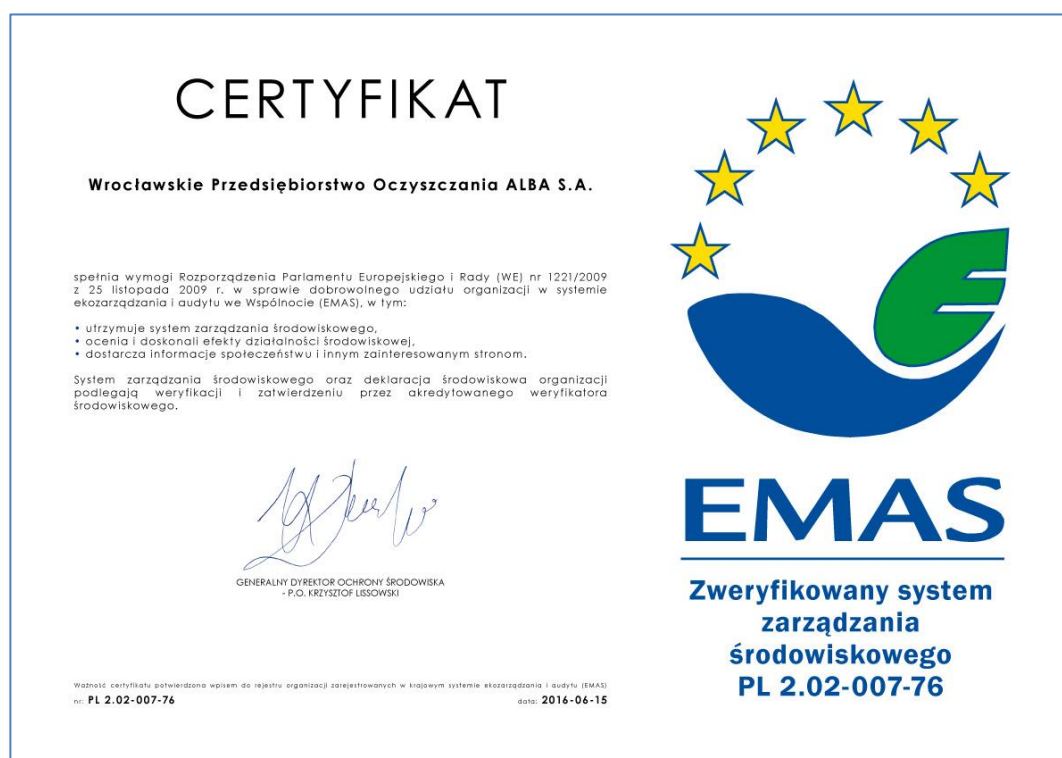 CERTYFIKAT
Wrocławskie Przedsiębiorstwo Oczyszczania ALBA S.A.
spełnia wymogi Rozporządzenia Parlamentu Europejskiego i Rady (WE) nr 1221/2009
z 25 listopada 2009 r. w sprawie dobrowolnego udziału organizacji w systemie
ekozarządzania i audytu we Wspólnocie (EMAS), w tym:
• utrzymuje system zarządzania środowiskowego,
• ocenia i doskonali efekty działalności środowiskowej,
• dostarcza informacje społeczeństwu i innym zainteresowanym stronom.
System zarządzania środowiskowego oraz deklaracja środowiskowa organizacji
podlegają weryfikacji i zatwierdzeniu przez akredytowanego weryfikatora
środowiskowego.
GENERALNY DYREKTOR OCHRONY ŚRODOWISKA
- P.O. KRZYSZTOF LISSOWSKI
Ważność certyfikatu potwierdzona wpisem do rejestru organizacji zarejestrowanych w krajowym systemie ekozarządzania i audytu (EMAS)
nr: PL 2.02-007-76 data: 2016-06-15
EMAS
Zweryfikowany system
zarządzania
środowiskowego
PL 2.02-007-76